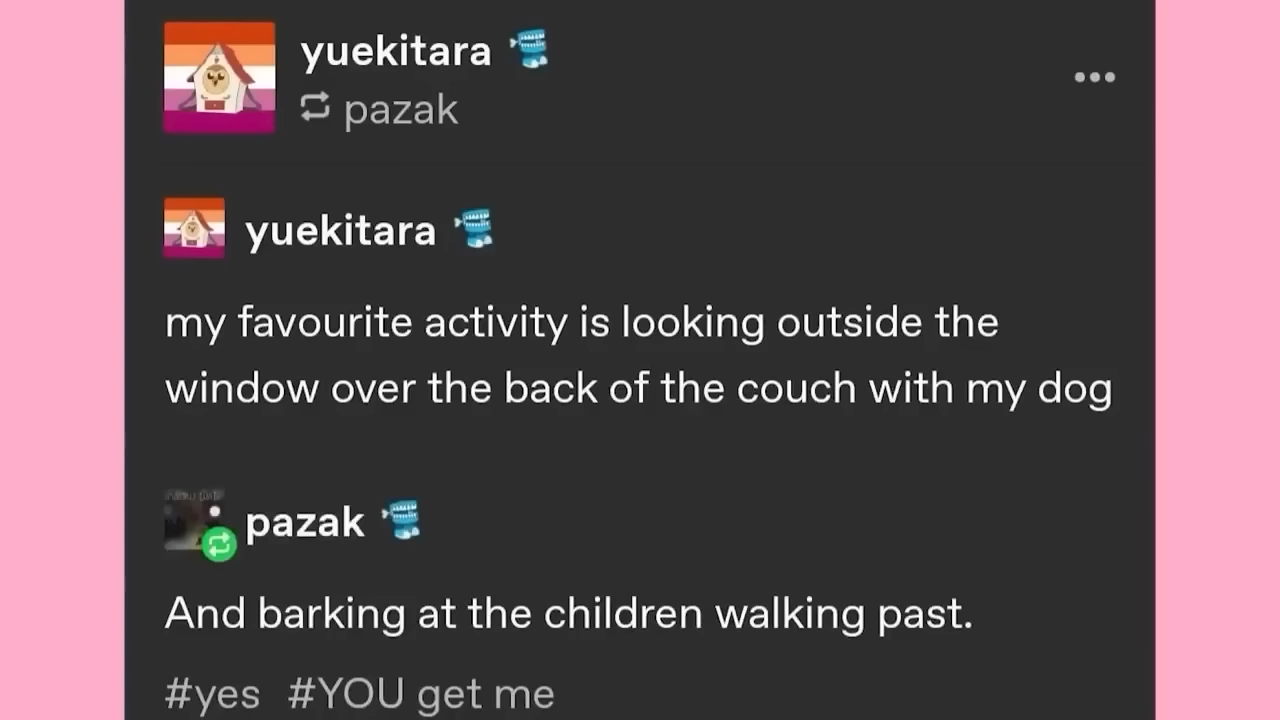 yuekitara
pazak
yuekitara
my favourite activity is looking outside the
window over the back of the couch with my dog
pazak
And barking at the children walking past.
#yes #YOU get me